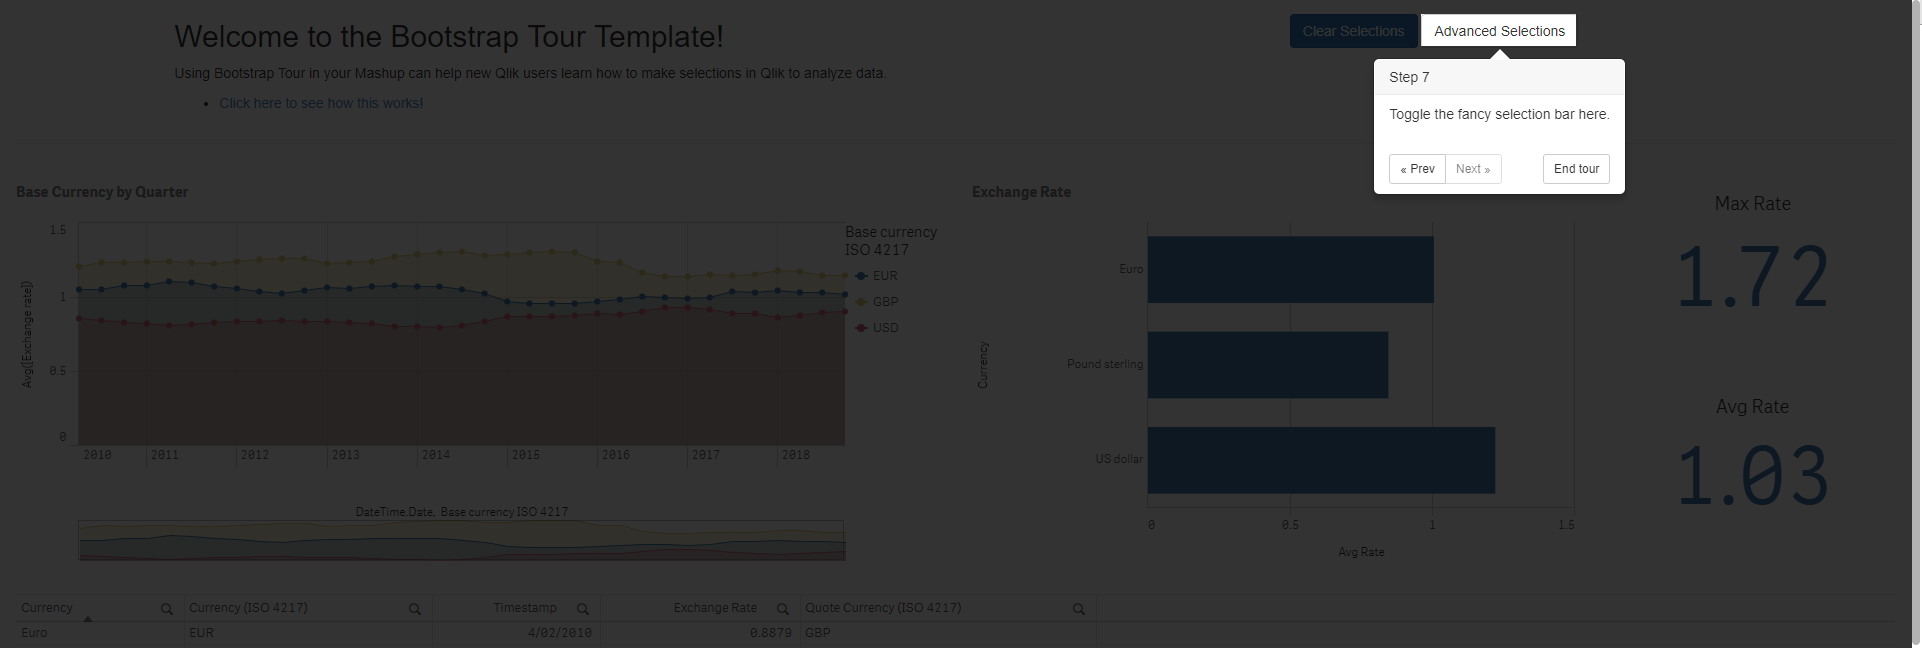 Welcome to the Bootstrap Tour Template!
Using Bootstrap Tour in your Mashup can help new Qlik users learn how to make selections in Qlik to analyze data.
• Click here to see how this works!
Clear Selections
Advanced Selections
Step 7
Toggle the fancy selection bar here.
« Prev
Next »
End tour
Base Currency by Quarter
Avg([Exchange rate])
1.5
1
0.5
0
2010 2011 2012 2013 2014 2015 2016 2017 2018
DateTime.Date, Base currency ISO 4217
Base currency
ISO 4217
EUR
GBP
USD
Exchange Rate
Currency
Euro
Pound sterling
US dollar
0 0.5 1 1.5
Avg Rate
Max Rate
1.72
Avg Rate
1.03
Currency Currency (ISO 4217) Timestamp Exchange Rate Quote Currency (ISO 4217)
Euro EUR 4/02/2010 0.8879 GBP